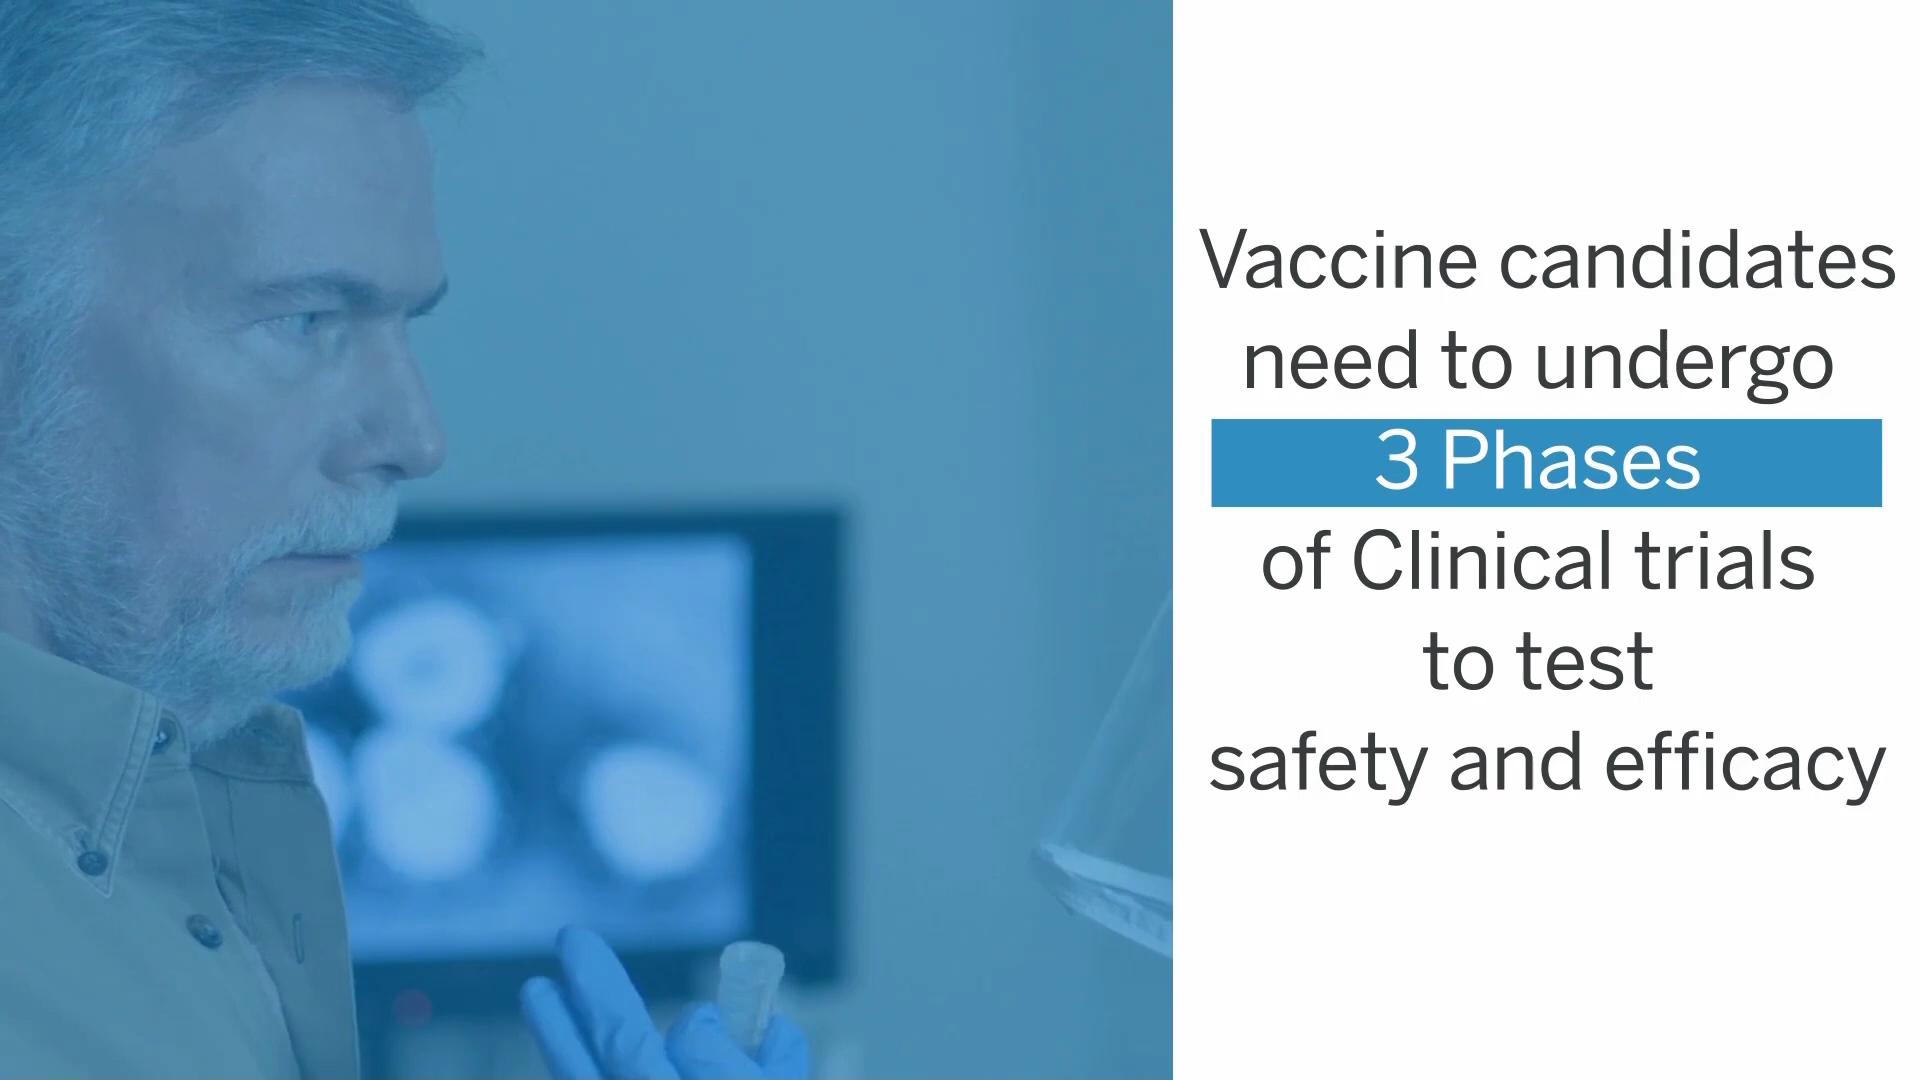 Vaccine candidates
need to undergo
3 Phases
of Clinical trials
to test
safety and efficacy